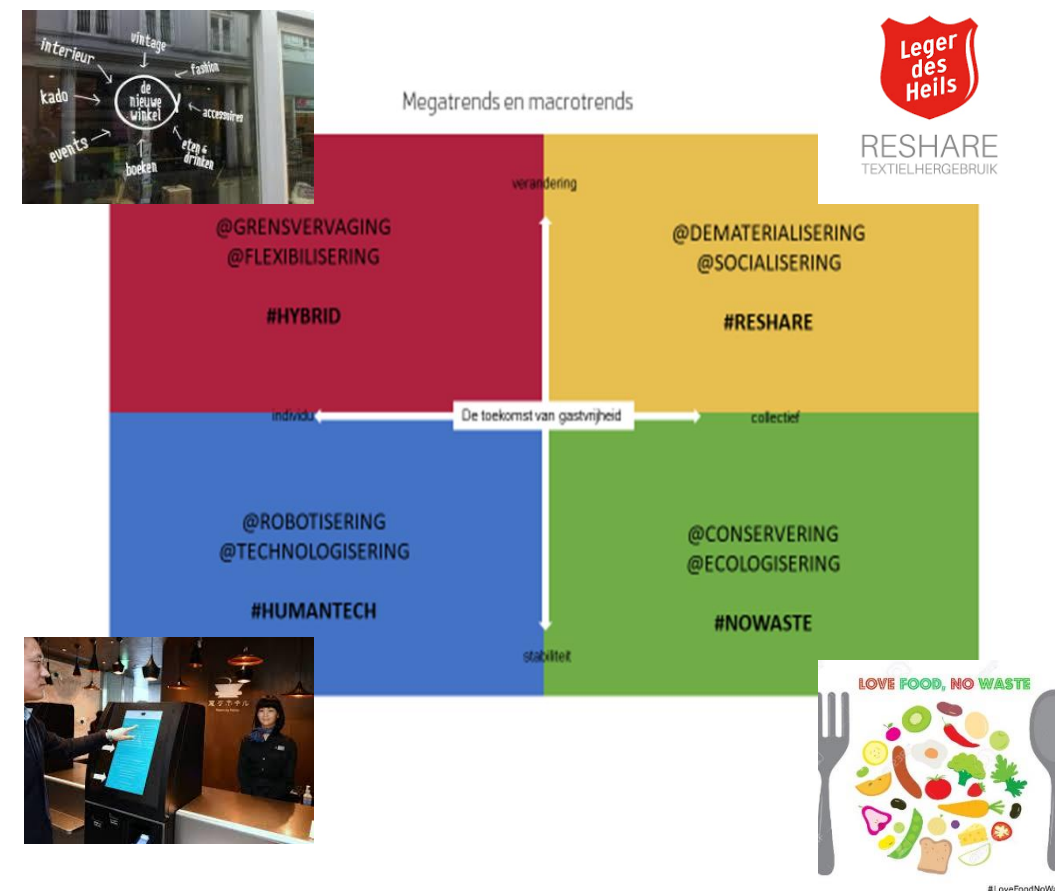 interieur
vintage
fashion
kado
de
nieuwe
winkel
accessoires
events
boeken
eten &
drinken
Leger
des
Heils
RESHARE
TEXTIELHERGEBRUIK
Megatrends en macrotrends
verandering
@GRENSVERVAGING
@FLEXIBILISERING
#HYBRID
@DEMATERIALISERING
@SOCIALISERING
#RESHARE
individu
De toekomst van gastvrijheid
collectief
@ROBOTISERING
@TECHNOLOGISERING
#HUMANTECH
@CONSERVERING
@ECOLOGISERING
#NOWASTE
stabiliteit
LOVE FOOD, NO WASTE